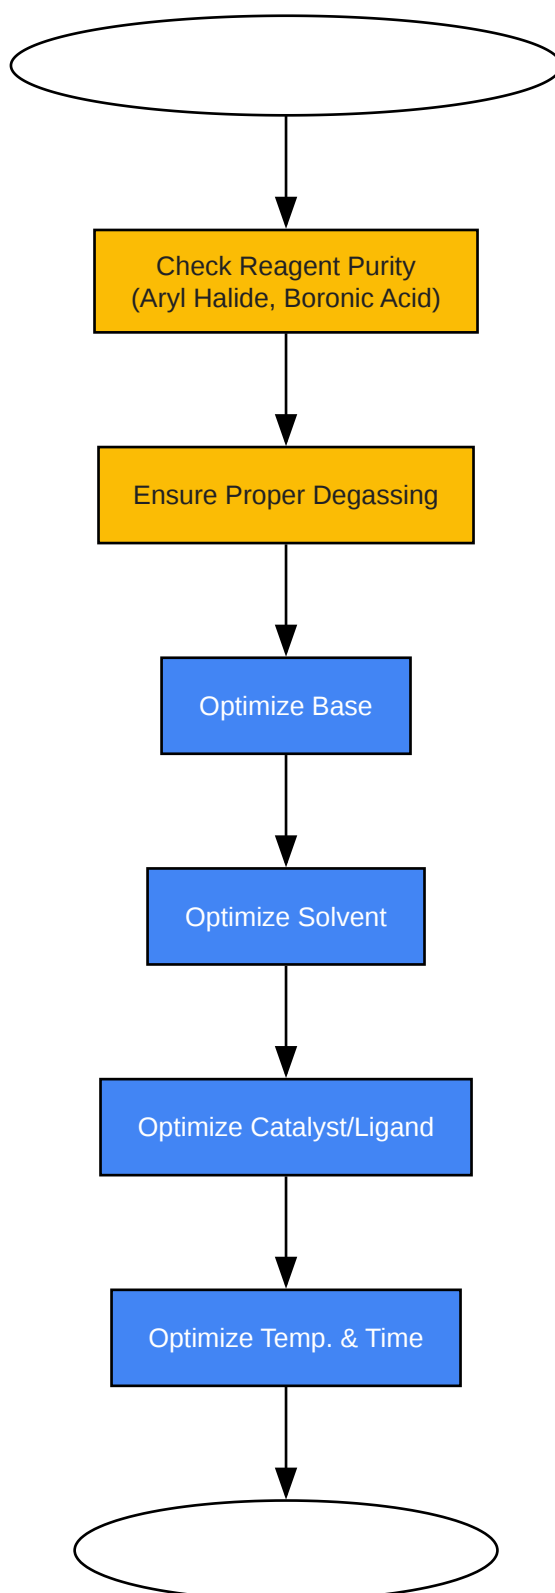 Check Reagent Purity
(Aryl Halide, Boronic Acid)
Ensure Proper Degassing
Optimize Base
Optimize Solvent
Optimize Catalyst/Ligand
Optimize Temp. & Time